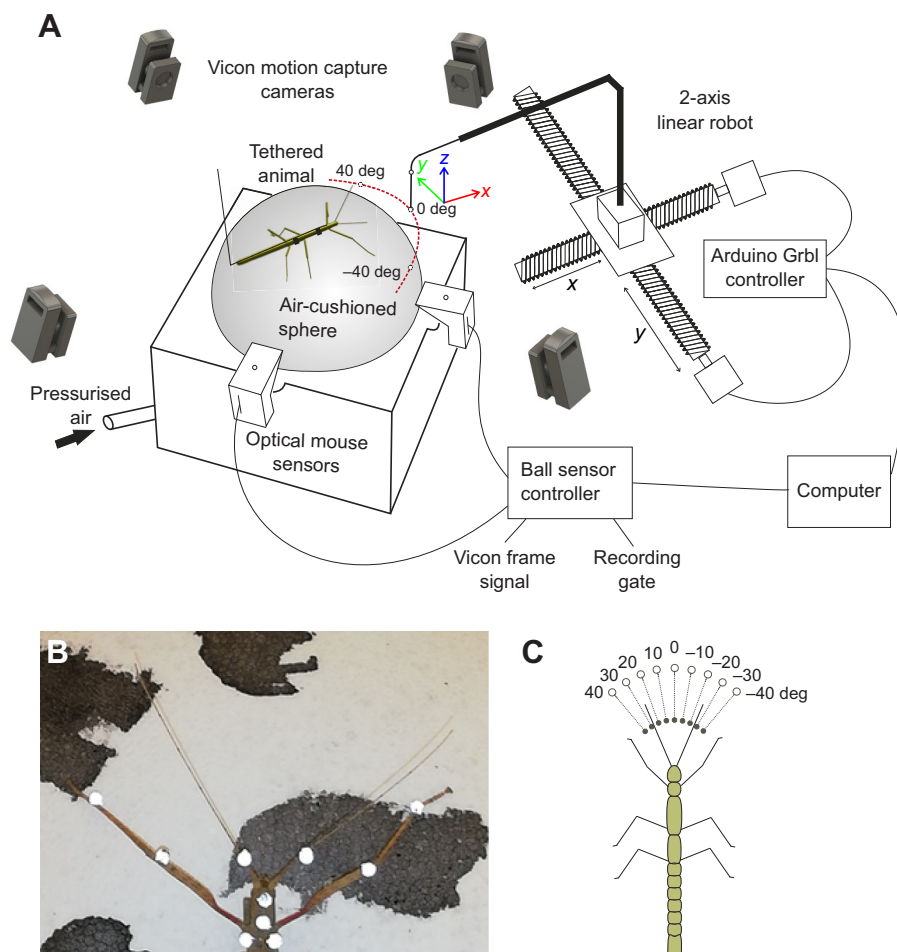 A
Vicon motion capture
cameras
2-axis
linear robot
Tethered
animal
40 deg
y
z
x
0 deg
–40 deg
Air-cushioned
sphere
x
y
Arduino Grbl
controller
Pressurised
air
Optical mouse
sensors
Ball sensor
controller
Computer
Vicon frame
signal
Recording
gate
B
C
40
30
20
10
0
–10
–20
–30
–40 deg